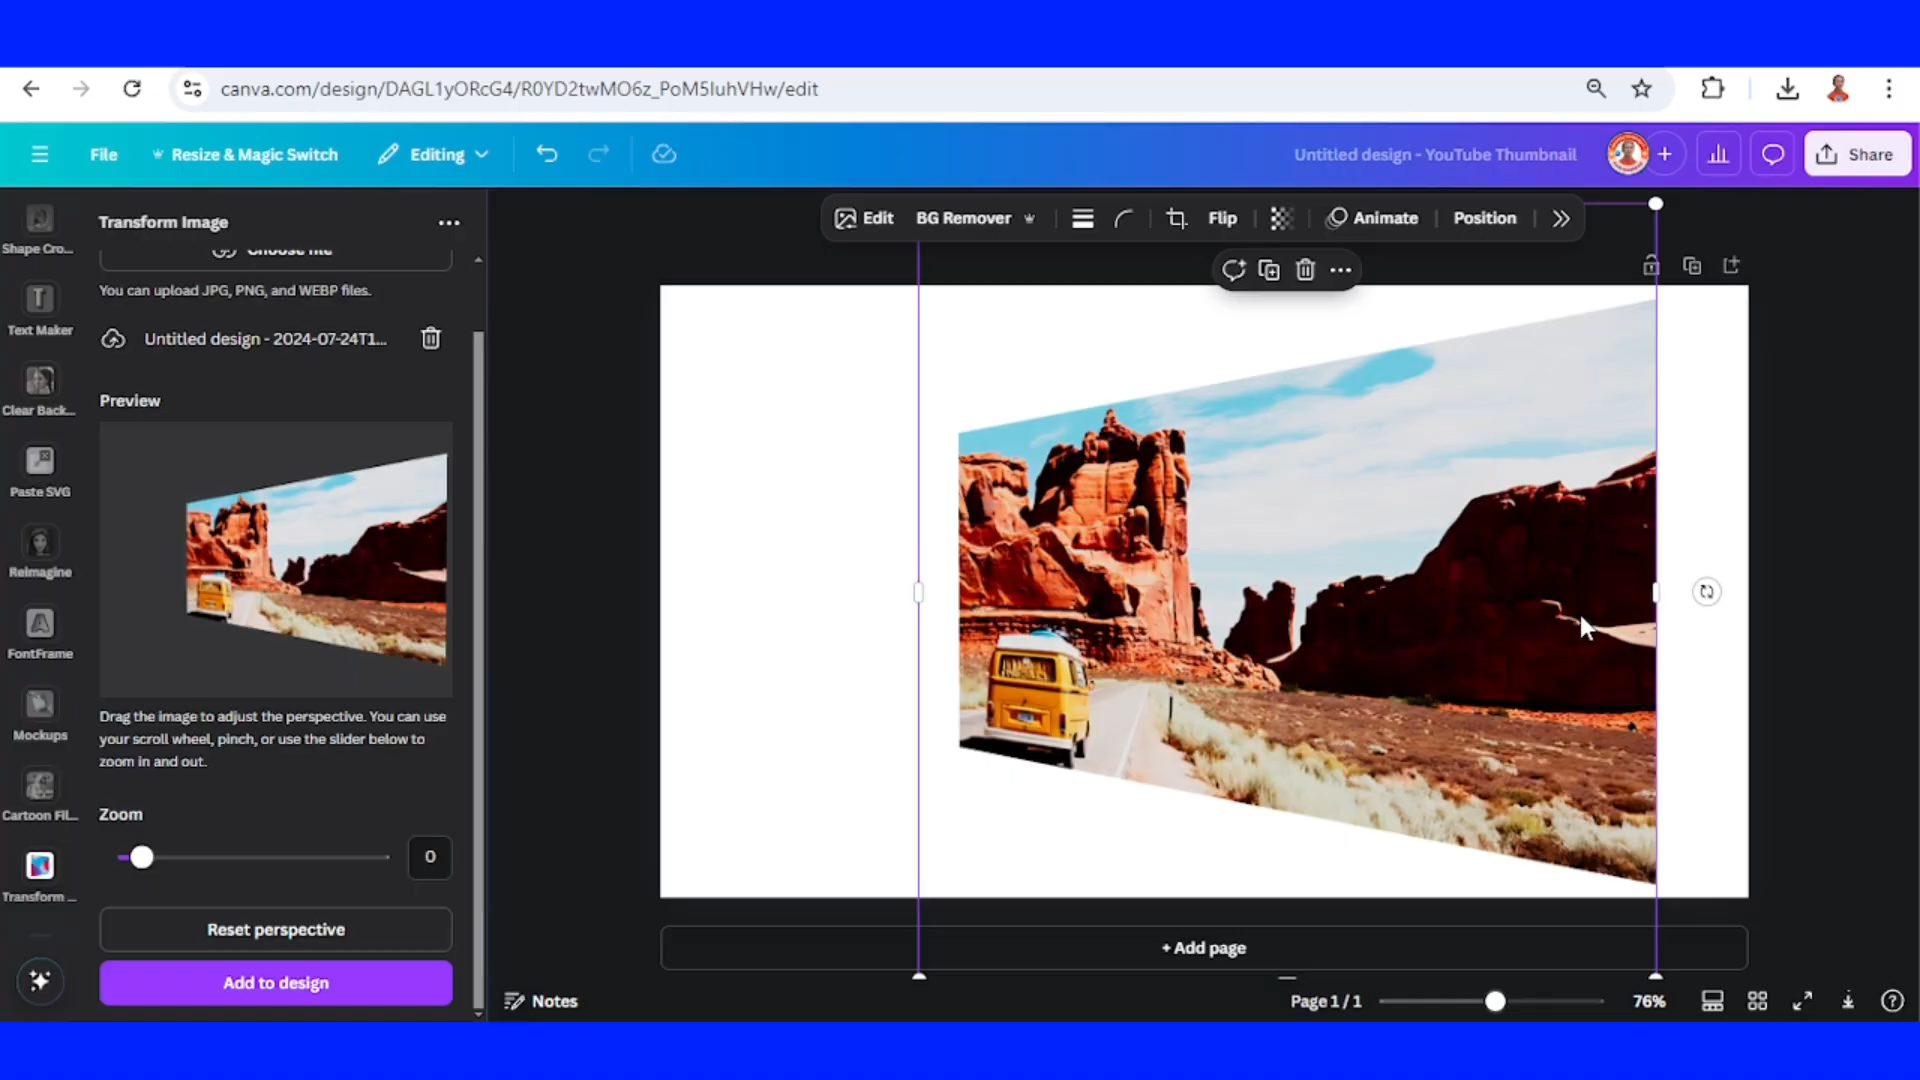 canva.com/design/DAGL1yORcG4/R0YD2twMO6z_PoM5IuhVHw/edit
File
Resize & Magic Switch
Editing
Untitled design - YouTube Thumbnail
Share
Shape Cro...
Text Maker
Clear Back...
Paste SVG
ReImagine
FontFrame
Mockups
Cartoon FIL...
Transform ...
Transform Image
Choose file
You can upload JPG, PNG, and WEBP files.
Untitled design - 2024-07-24T1...
Preview
Drag the image to adjust the perspective. You can use
your scroll wheel, pinch, or use the slider below to
zoom in and out.
Zoom
0
Reset perspective
Add to design
Edit
BG Remover
Flip
Animate
Position
+ Add page
Notes
Page 1 / 1
76%